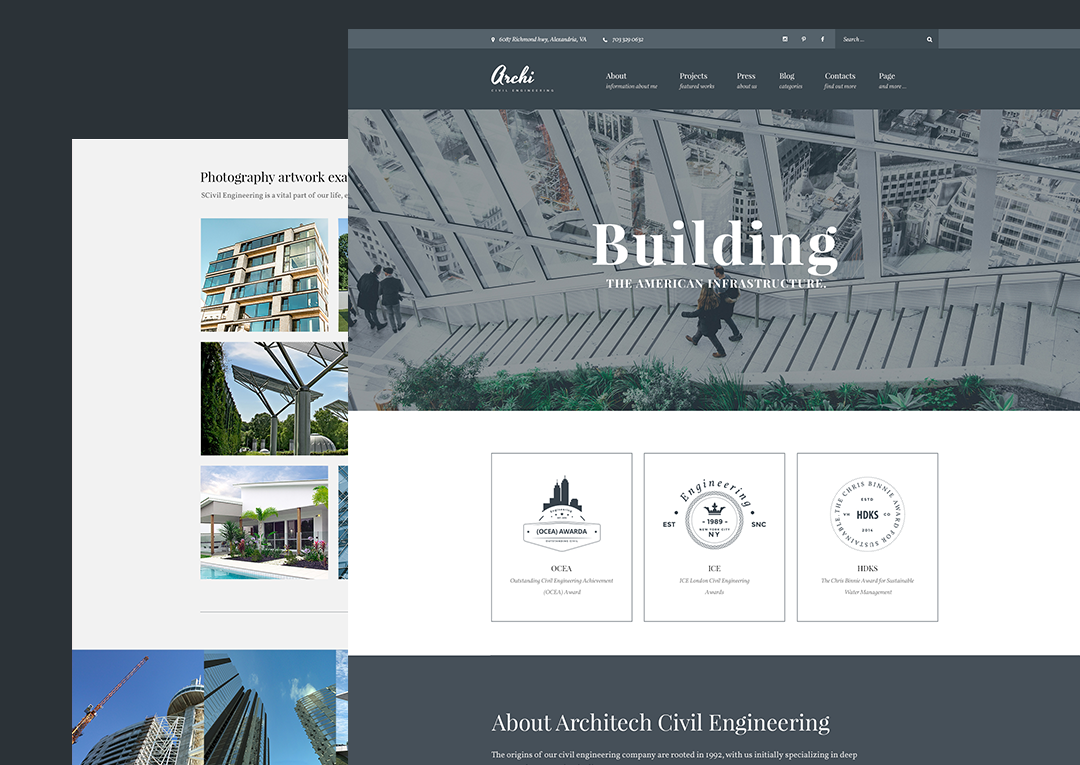 6087 Richmond hwy, Alexandria, VA
703 329 0632
Search ...
Archi
CIVIL ENGINEERING
About
information about me
Projects
featured works
Press
about us
Blog
categories
Contacts
find out more
Page
and more ...
Building
THE AMERICAN INFRASTRUCTURE.
Photography artwork exa
SCivil Engineering is a vital part of our life, e
Engineering
(OCEA) AWARDA
OUTSTANDING CIVIL
OCEA
Outstanding Civil Engineering Achievement
(OCEA) Award
Engineering
EST
SNC
- 1989 -
NEW YORK CITY
NY
ICE
ICE London Civil Engineering
Awards
THE CHRIS BINNIE AWARD FOR SUSTAINABLE
ESTD
VH HDKS CO
2014
HDKS
The Chris Binnie Award for Sustainable
Water Management
About Architech Civil Engineering
The origins of our civil engineering company are rooted in 1992, with us initially specializing in deep